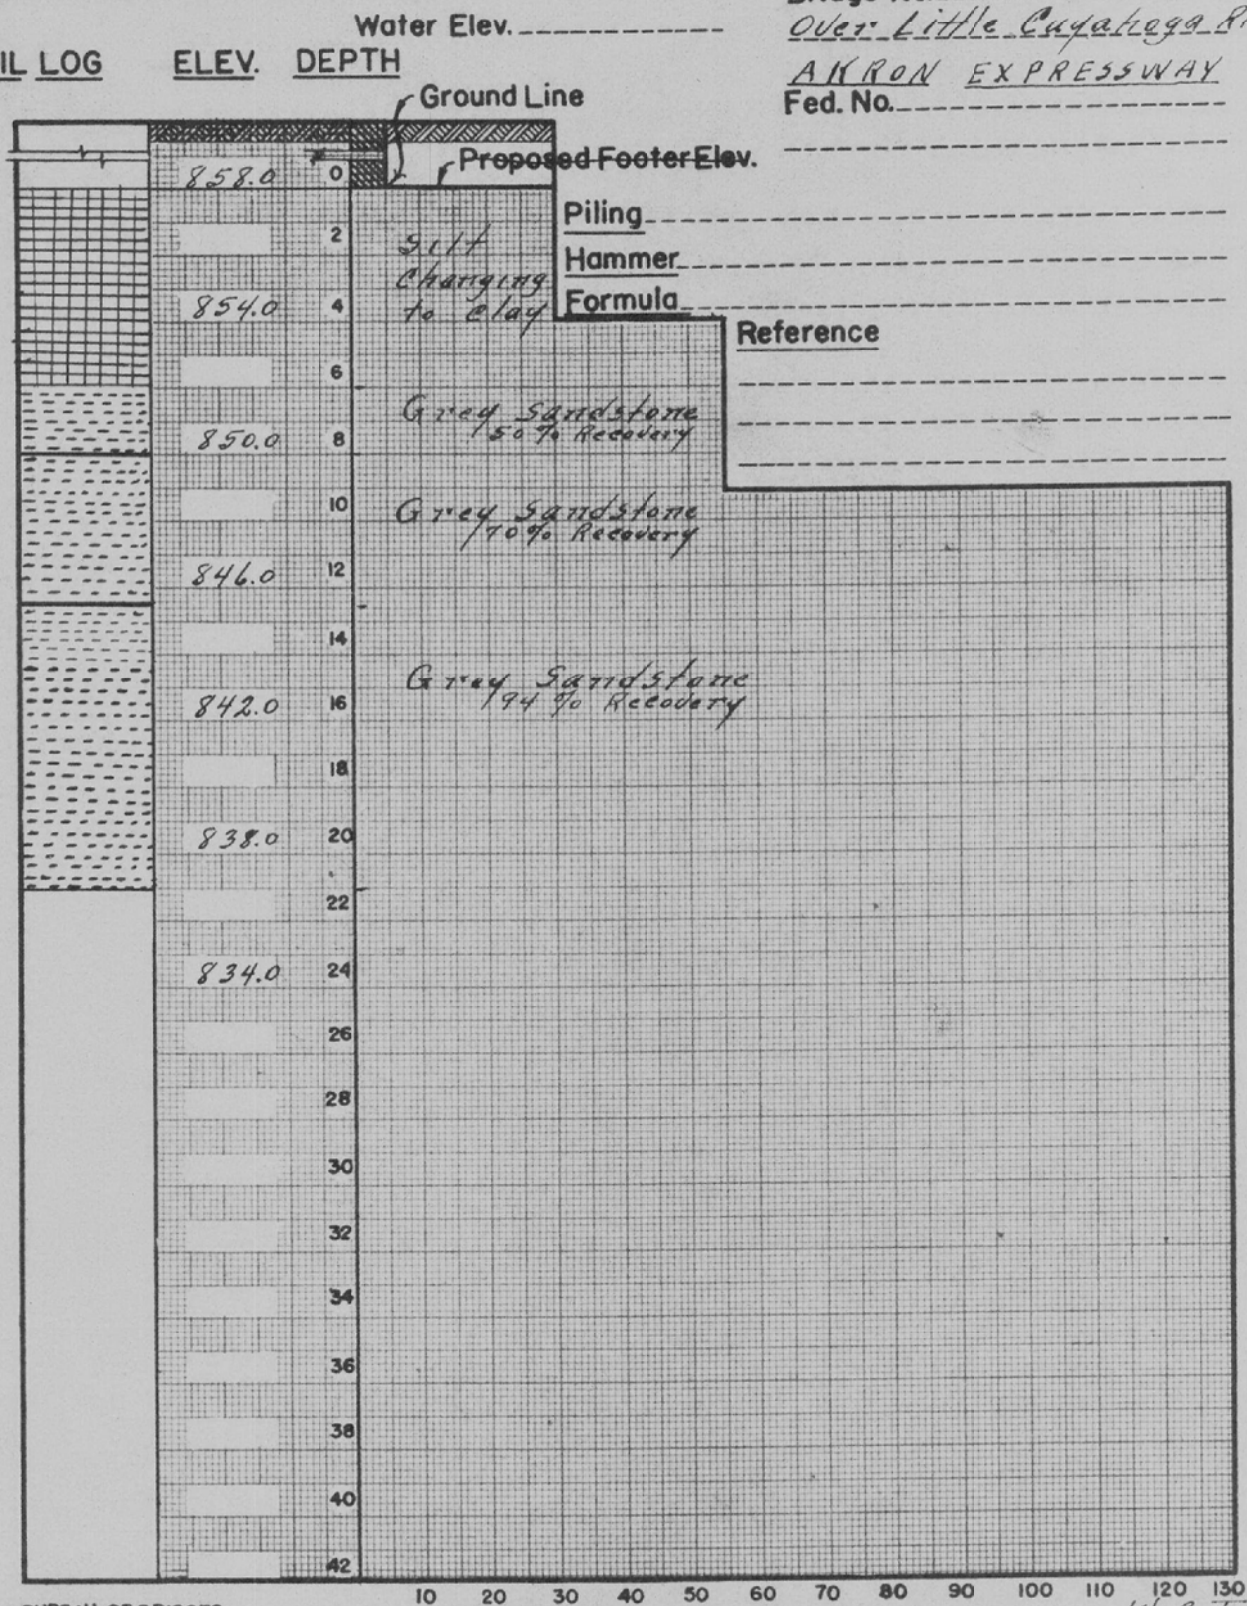 Water Elev.
Over Little Cuyahoga
AKRON EXPRESSWAY
LOG ELEV. DEPTH
Ground Line
Fed. No.
Proposed Footer Elev.
858.0 0
Piling
2
Silt
Changing
to Clay
Hammer
854.0 4
Formula
Reference
6
Grey Sandstone
50% Recovery
850.0 8
10
Grey Sandstone
70% Recovery
846.0 12
14
Grey Sandstone
94% Recovery
842.0 16
18
838.0 20
22
834.0 24
26
28
30
32
34
36
38
40
42
10 20 30 40 50 60 70 80 90 100 110 120 130